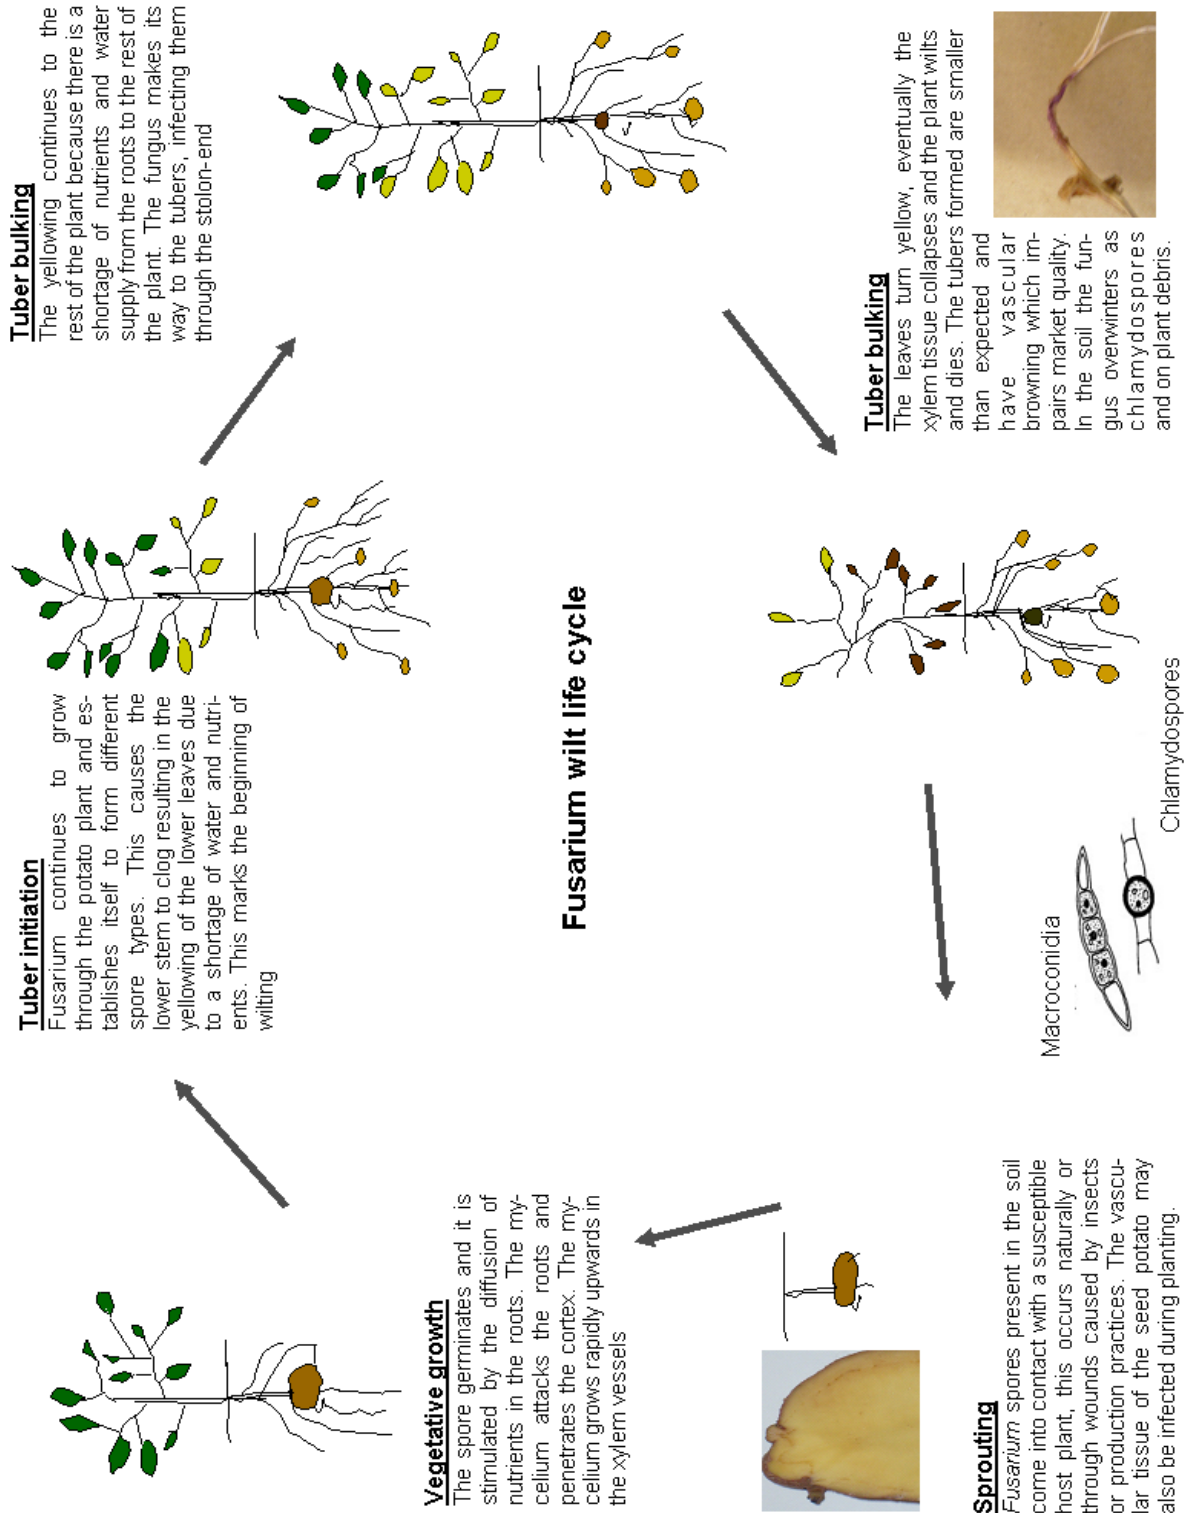 Fusarium wilt life cycle
Sprouting
Fusarium spores present in the soil
come into contact with a susceptible
host plant, this occurs naturally or
through wounds caused by insects
or production practices. The vascu-
lar tissue of the seed potato may
also be infected during planting.
Vegetative growth
The spore germinates and it is
stimulated by the diffusion of
nutrients in the roots. The my-
celium attacks the roots and
penetrates the cortex. The my-
celium grows rapidly upwards in
the xylem vessels
Tuber initiation
Fusarium continues to grow
through the potato plant and es-
tablishes itself to form different
spore types. This causes the
lower stem to clog resulting in the
yellowing of the lower leaves due
to a shortage of water and nutri-
ents. This marks the beginning of
wilting
Tuber bulking
The yellowing continues to the
rest of the plant because there is a
shortage of nutrients and water
supply from the roots to the rest of
the plant. The fungus makes its
way to the tubers, infecting them
through the stolon-end
Tuber bulking
The leaves turn yellow, eventually the
xylem tissue collapses and the plant wilts
and dies. The tubers formed are smaller
than expected and
have vascular
browning which im-
pairs market quality.
In the soil the fun-
gus overwinters as
chlamydospores
and on plant debris.
Macroconidia
Chlamydospores